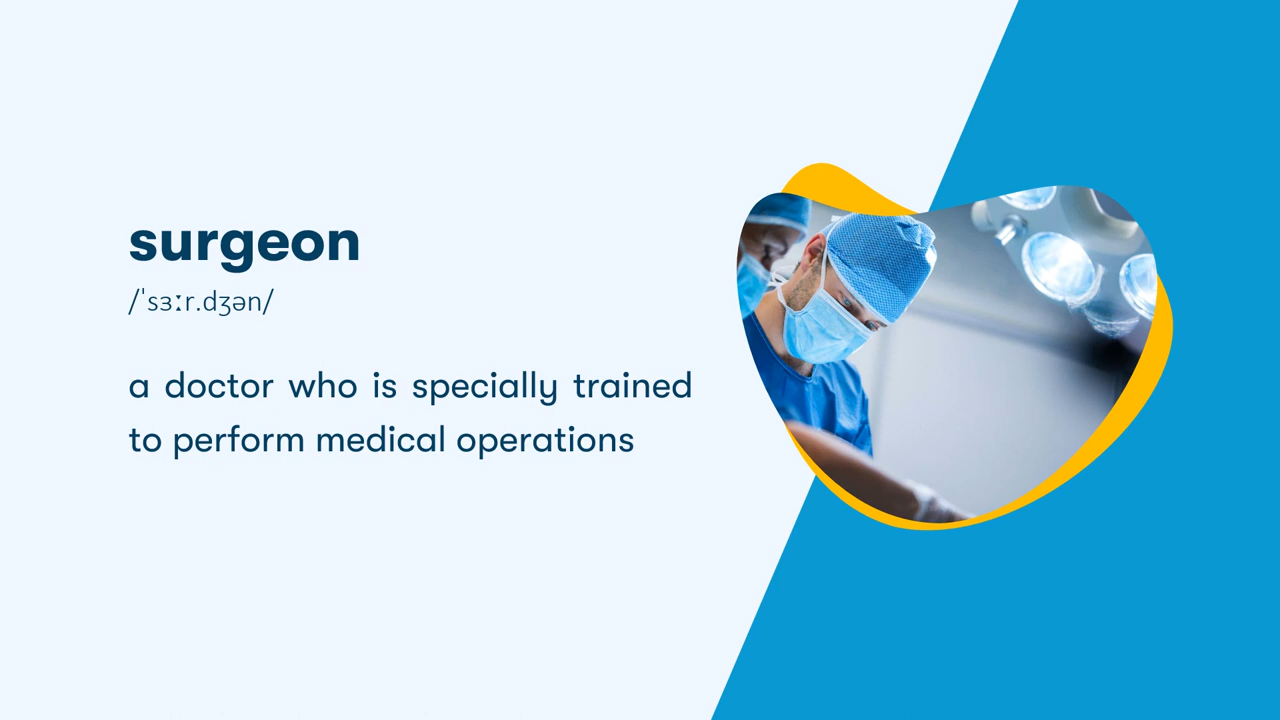 surgeon
/ˈsɜːr.dʒən/
a doctor who is specially trained
to perform medical operations